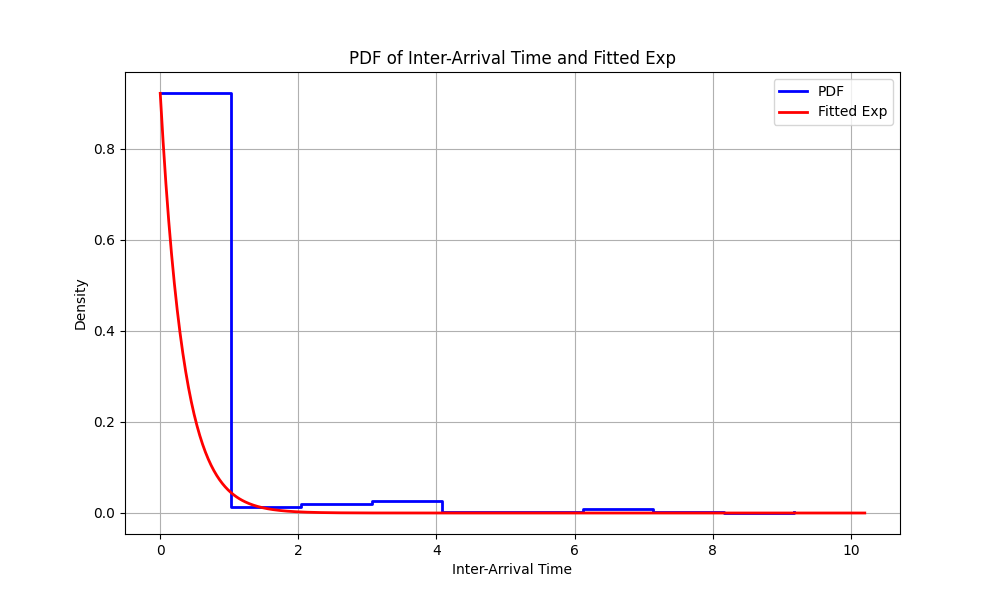 PDF of Inter-Arrival Time and Fitted Exp
PDF
Fitted Exp
Density
0.8
0.6
0.4
0.2
0.0
0 2 4 6 8 10
Inter-Arrival Time